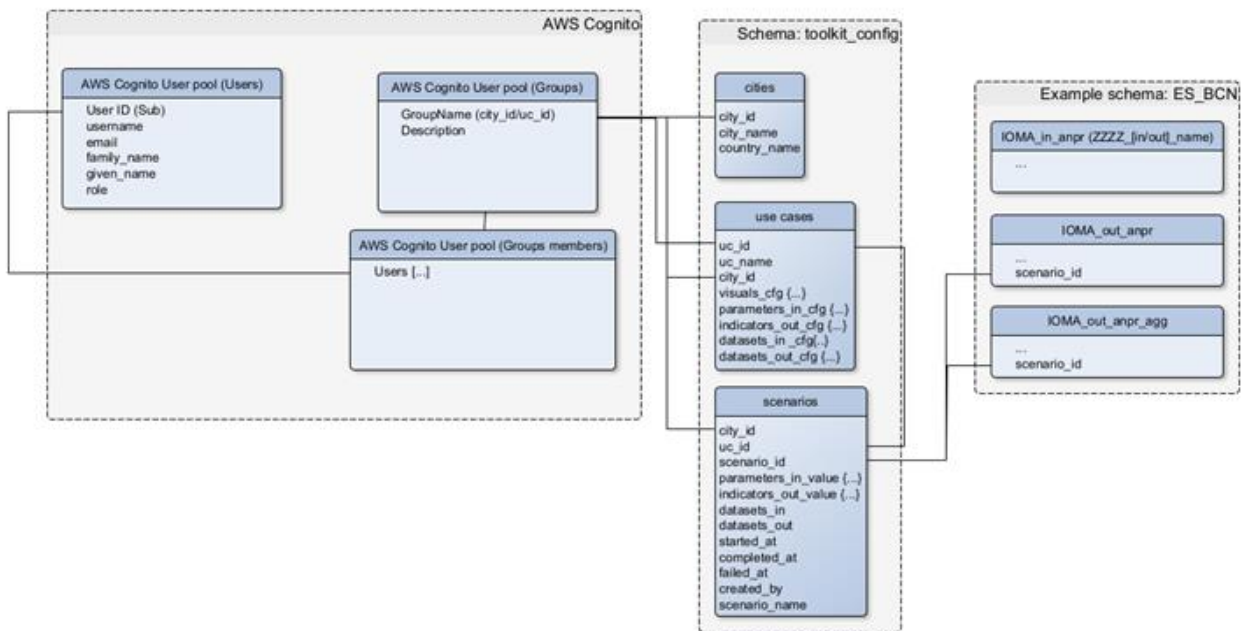 AWS Cognito
AWS Cognito User pool (Users)
User ID (Sub)
username
email
family_name
given_name
role
AWS Cognito User pool (Groups)
GroupName (city_id/uc_id)
Description
AWS Cognito User pool (Groups members)
Users [...]
Schema: toolkit_config
cities
city_id
city_name
country_name
use cases
uc_id
uc_name
city_id
visuals_cfg {...}
parameters_in_cfg {...}
indicators_out_cfg {...}
datasets_in _cfg{..}
datasets_out_cfg {...}
scenarios
city_id
uc_id
scenario_id
parameters_in_value {...}
indicators_out_value {...}
datasets_in
datasets_out
started_at
completed_at
failed_at
created_by
scenario_name
Example schema: ES_BCN
IOMA_in_anpr (ZZZZ_[in/out]_name)
...
IOMA_out_anpr
...
scenario_id
IOMA_out_anpr_agg
...
scenario_id